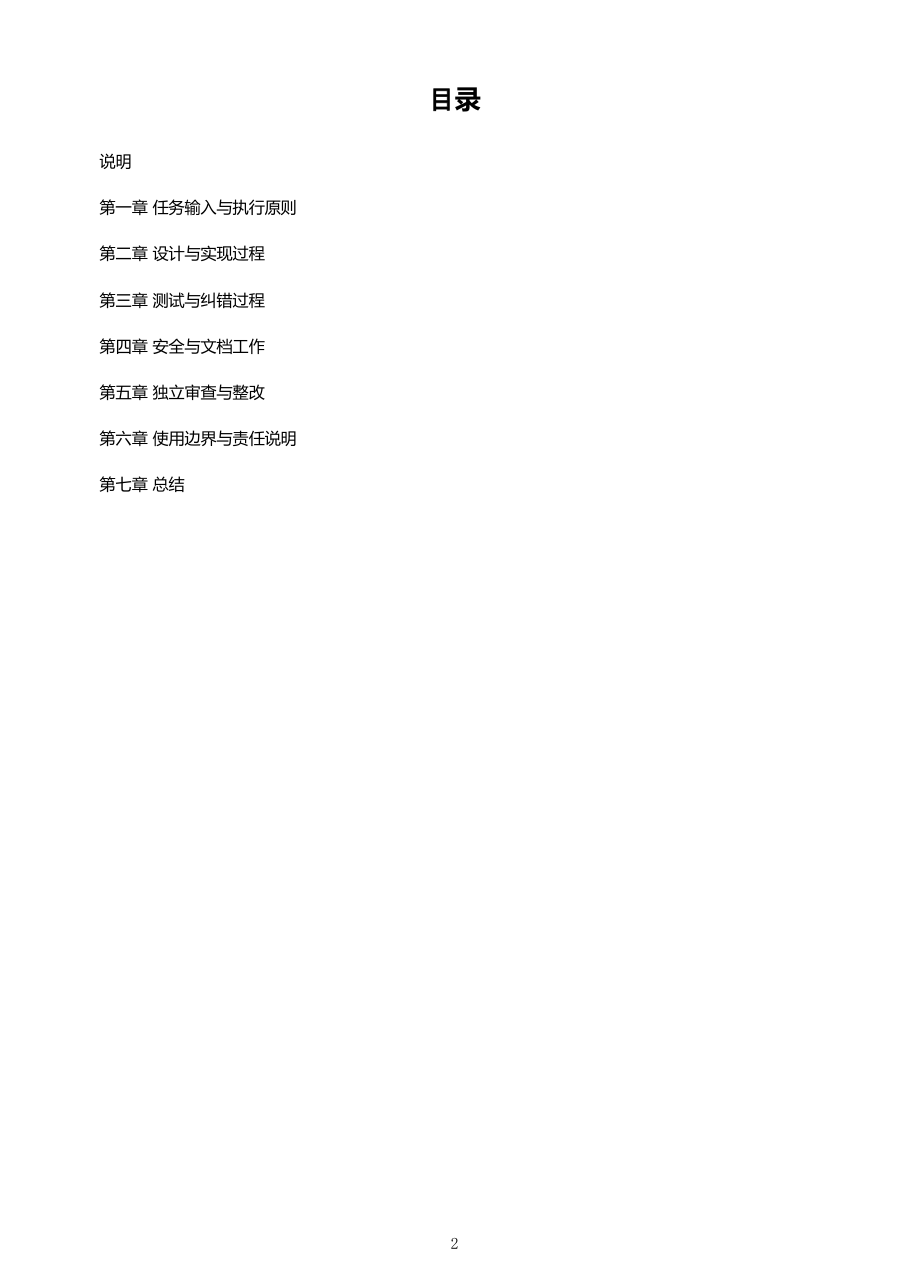 目录
说明
第一章 任务输入与执行原则
第二章 设计与实现过程
第三章 测试与纠错过程
第四章 安全与文档工作
第五章 独立审查与整改
第六章 使用边界与责任说明
第七章 总结
2